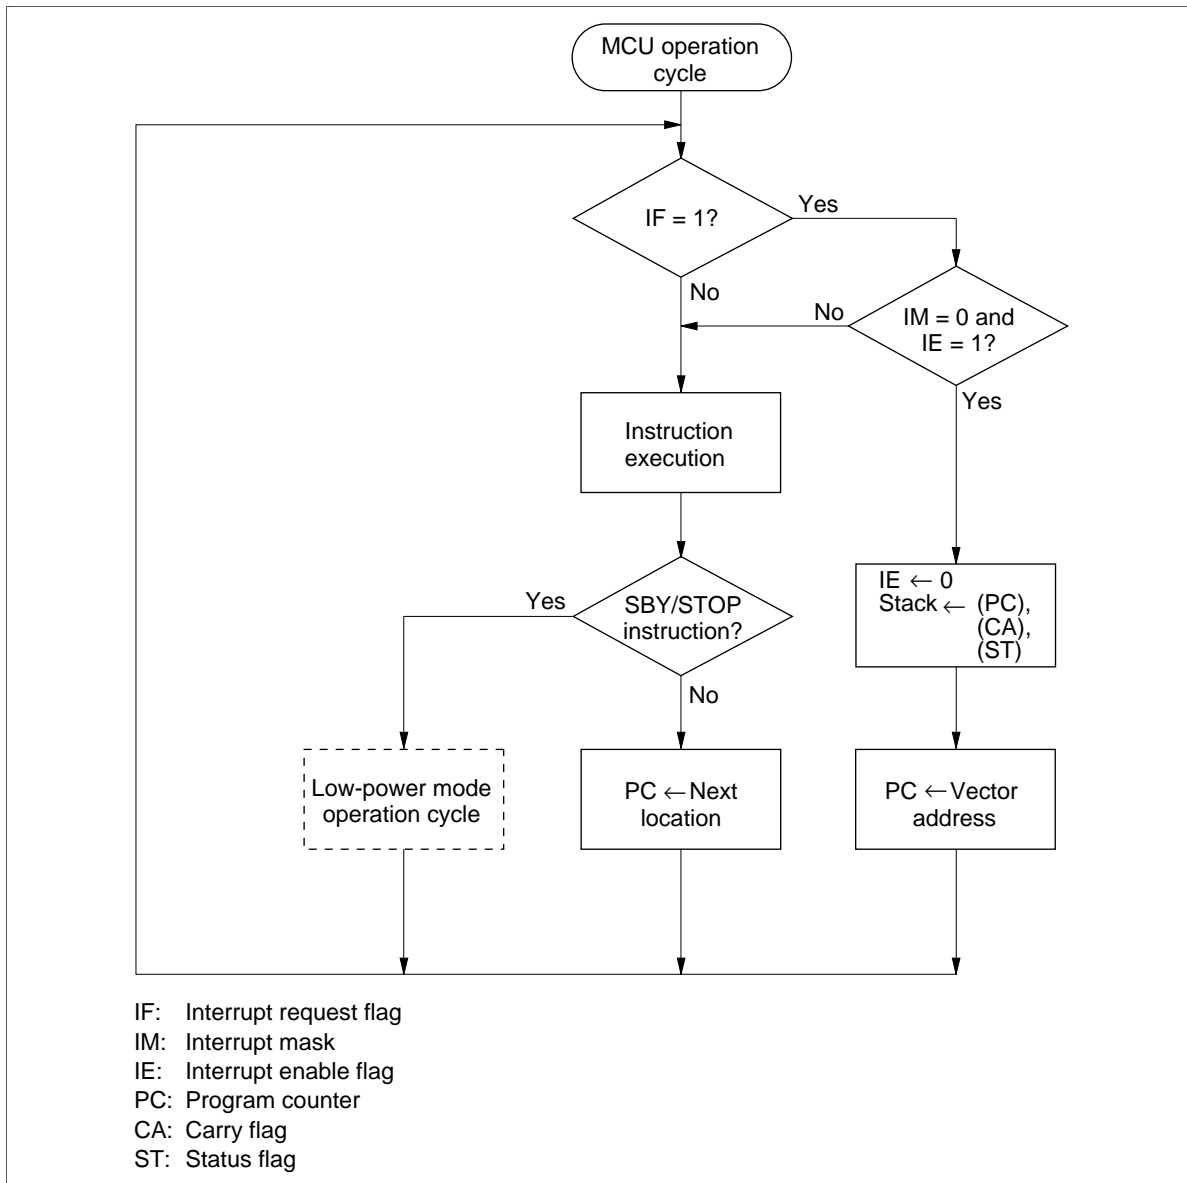 MCU operation
cycle
IF = 1?
Yes
No
No
IM = 0 and
IE = 1?
Yes
Instruction
execution
IE ← 0
Stack ← (PC),
(CA),
(ST)
Yes
SBY/STOP
instruction?
No
Low-power mode
operation cycle
PC ← Next
location
PC ← Vector
address
IF: Interrupt request flag
IM: Interrupt mask
IE: Interrupt enable flag
PC: Program counter
CA: Carry flag
ST: Status flag